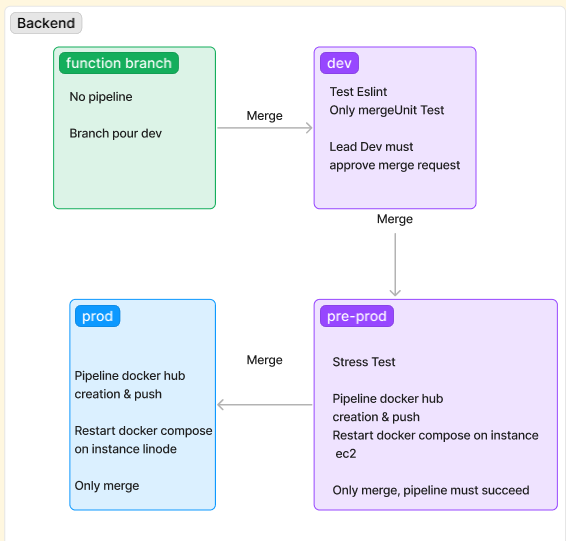 Backend
function branch
No pipeline
Branch pour dev
Merge
dev
Test Eslint
Only mergeUnit Test
Lead Dev must
approve merge request
Merge
pre-prod
Stress Test
Pipeline docker hub
creation & push
Restart docker compose on instance
ec2
Only merge, pipeline must succeed
Merge
prod
Pipeline docker hub
creation & push
Restart docker compose
on instance linode
Only merge